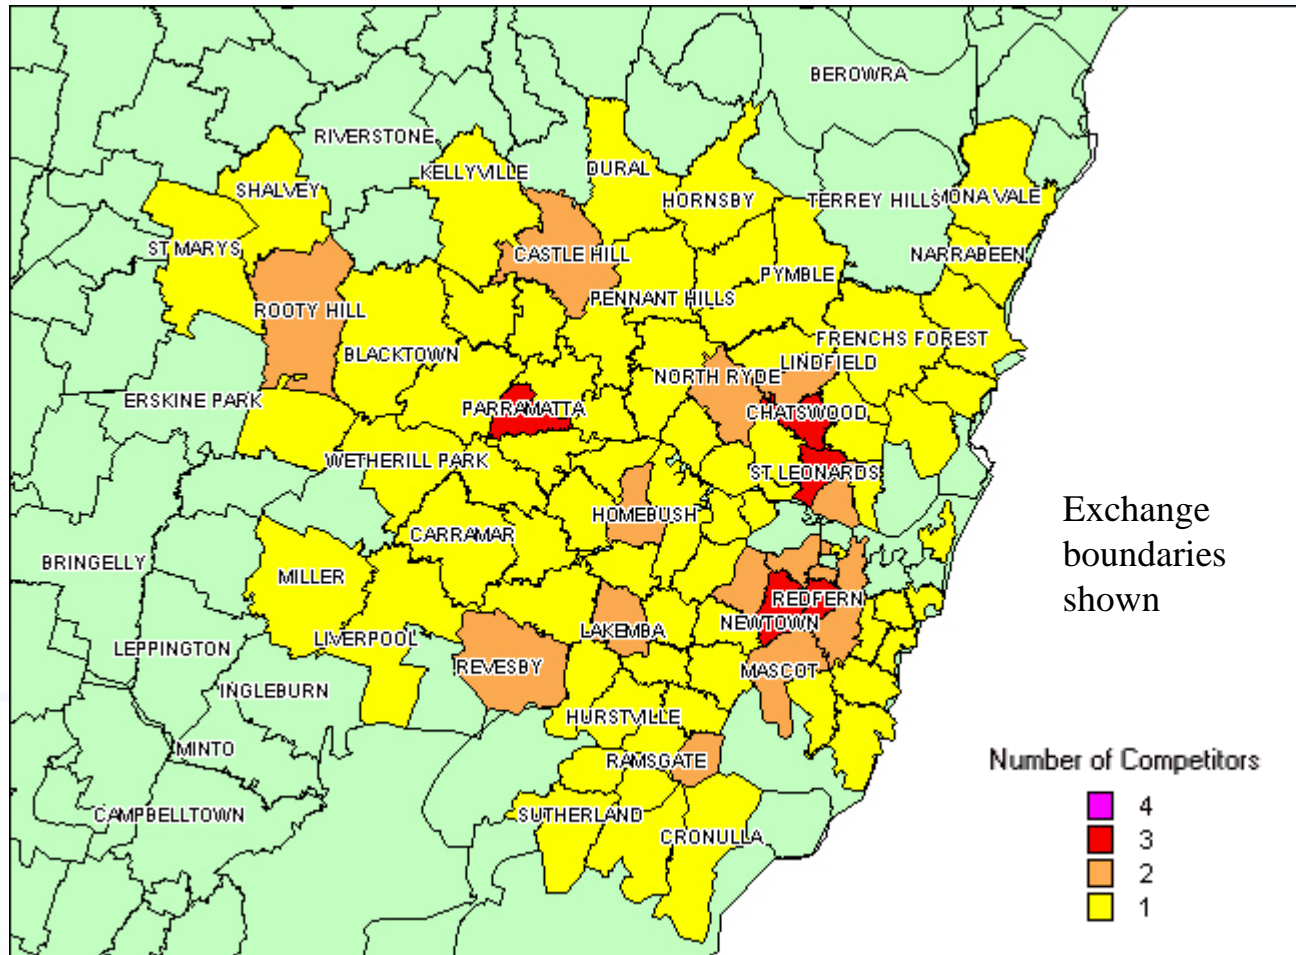 BEROWRA
RIVERSTONE
KELLYVILLE
DURAL
SHALVEY
HORNSBY
TERREY HILLS
MONA VALE
ST MARYS
CASTLE HILL
NARRABEEN
PYMBLE
PENNANT HILLS
ROOTY HILL
FRENCHS FOREST
BLACKTOWN
LINDFIELD
NORTH RYDE
ERSKINE PARK
PARRAMATTA
CHATSWOOD
WETHERILL PARK
ST LEONARDS
HOMEBUSH
CARRAMAR
BRINGELLY
MILLER
REDFERN
NEWTOWN
LAKEMBA
LIVERPOOL
LEPPINGTON
REVESBY
MASCOT
INGLEBURN
HURSTVILLE
MINTO
RAMSGATE
CAMPBELLTOWN
SUTHERLAND
CRONULLA
Exchange
boundaries
shown
Number of Competitors
4
3
2
1